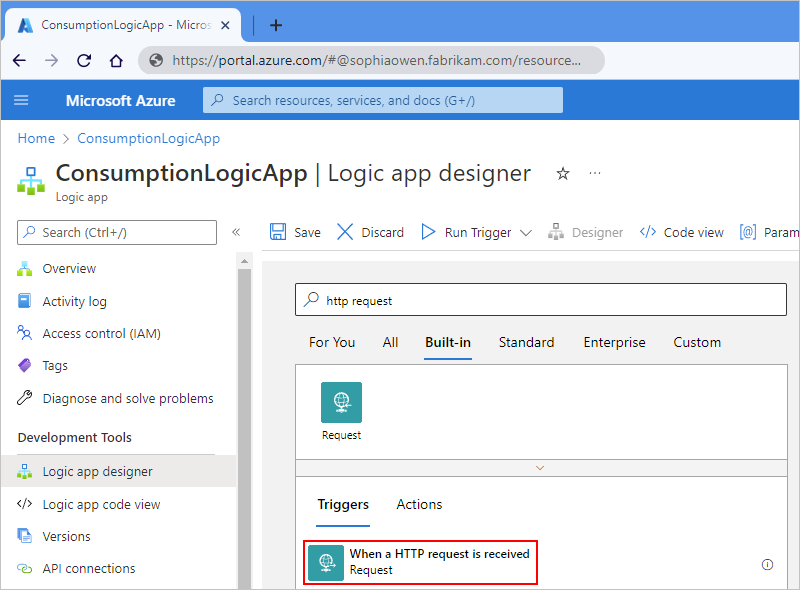 ConsumptionLogicApp - Micros
https://portal.azure.com/#@sophiaowen.fabrikam.com/resource...
Microsoft Azure
Search resources, services, and docs (G+/)
Home > ConsumptionLogicApp
ConsumptionLogicApp | Logic app designer
Logic app
Search (Ctrl+/)
Save
Discard
Run Trigger
Designer
Code view
Param
Overview
Activity log
Access control (IAM)
Tags
Diagnose and solve problems
Development Tools
Logic app designer
Logic app code view
Versions
API connections
http request
For You
All
Built-in
Standard
Enterprise
Custom
Request
Triggers
Actions
When a HTTP request is received
Request